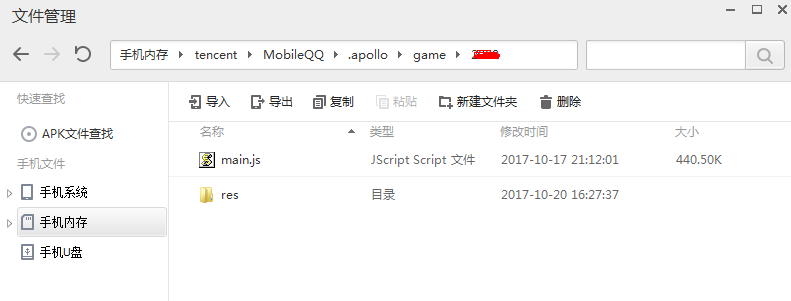 文件管理
手机内存 tencent MobileQQ .apollo game
快速查找
APK文件查找
手机文件
手机系统
手机内存
手机U盘
导入 导出 复制 粘贴 新建文件夹 删除
名称 类型 修改时间 大小
main.js JScript Script 文件 2017-10-17 21:12:01 440.50K
res 目录 2017-10-20 16:27:37